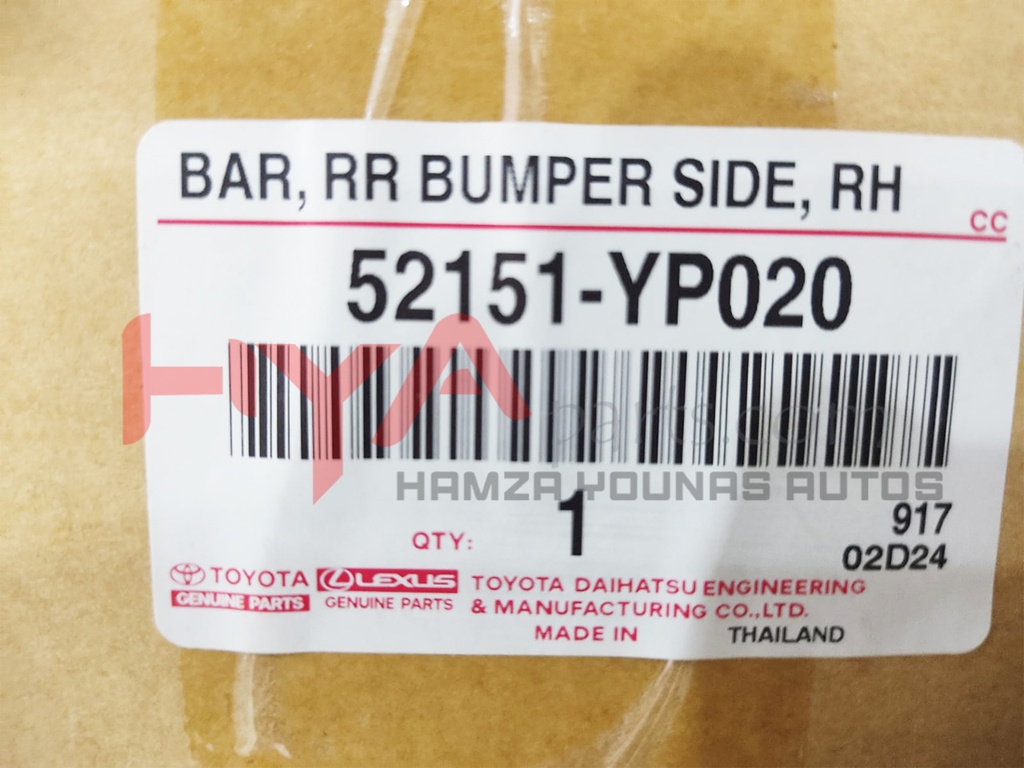 BAR, RR BUMPER SIDE, RH
CC
52151-YP020
HYA
parts.com
HAMZA YOUNAS AUTOS
QTY: 1
917
02D24
TOYOTA
GENUINE PARTS
LEXUS
GENUINE PARTS
TOYOTA DAIHATSU ENGINEERING
& MANUFACTURING CO.,LTD.
MADE IN THAILAND